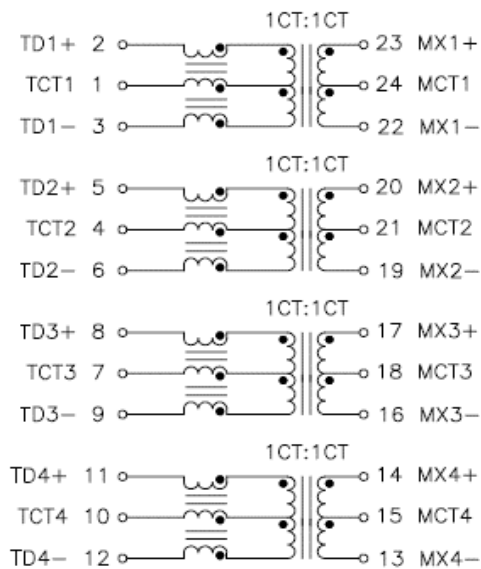 1CT:1CT
TD1+ 2 23 MX1+
TCT1 1 24 MCT1
TD1- 3 22 MX1-
1CT:1CT
TD2+ 5 20 MX2+
TCT2 4 21 MCT2
TD2- 6 19 MX2-
1CT:1CT
TD3+ 8 17 MX3+
TCT3 7 18 MCT3
TD3- 9 16 MX3-
1CT:1CT
TD4+ 11 14 MX4+
TCT4 10 15 MCT4
TD4- 12 13 MX4-